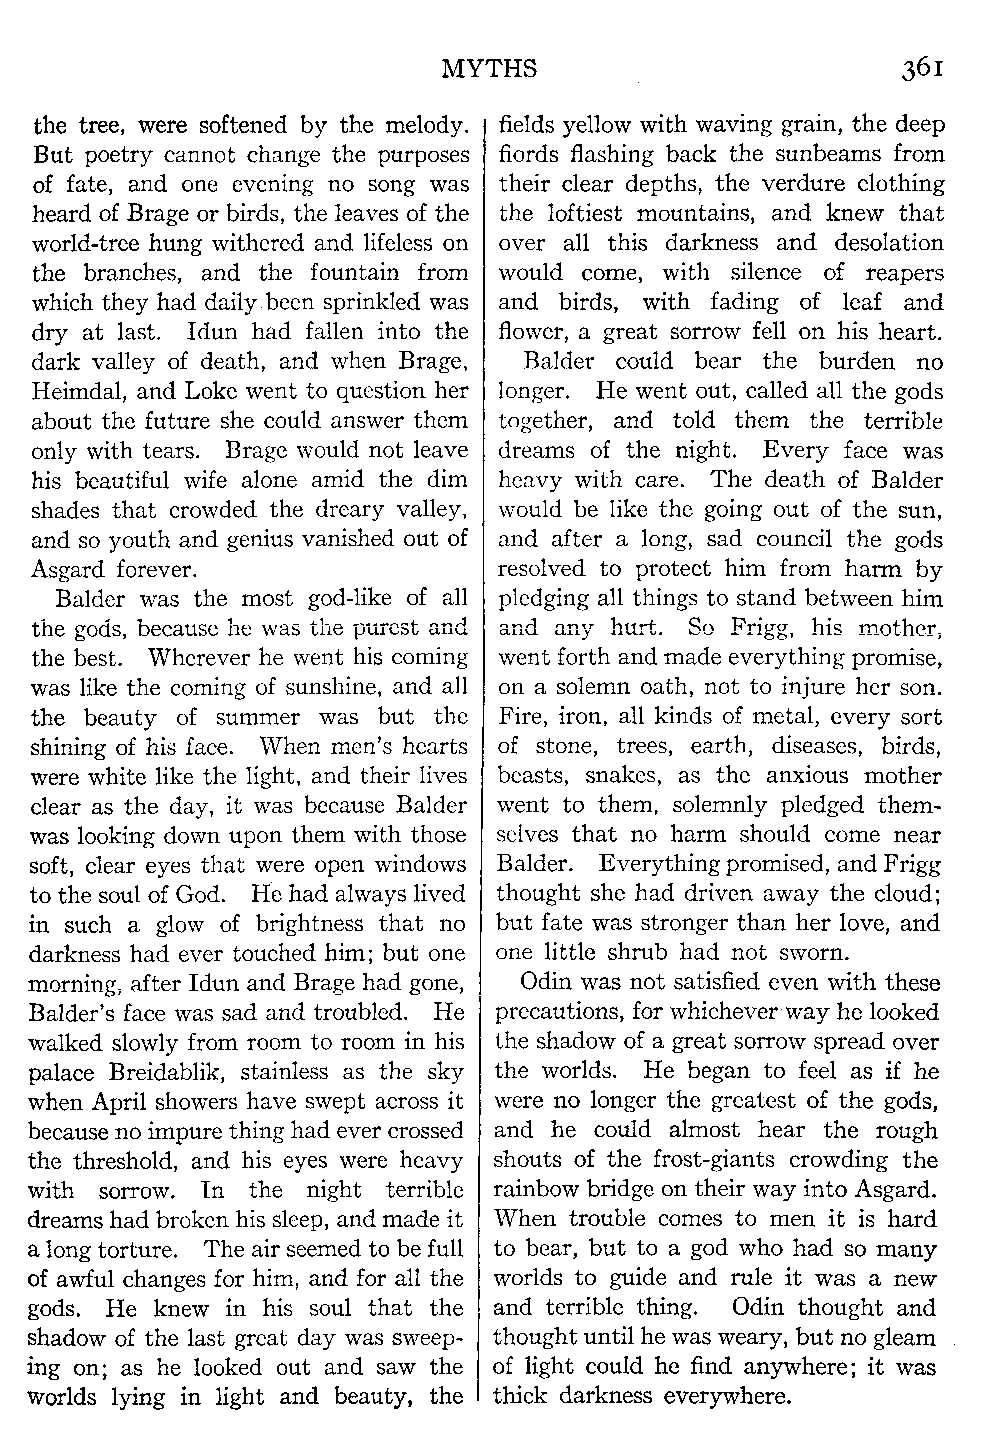 MYTHS 361
the tree, were softened by the melody.
But poetry cannot change the purposes
of fate, and one evening no song was
heard of Brage or birds, the leaves of the
world-tree hung withered and lifeless on
the branches, and the fountain from
which they had daily been sprinkled was
dry at last. Idun had fallen into the
dark valley of death, and when Brage,
Heimdal, and Loke went to question her
about the future she could answer them
only with tears. Brage would not leave
his beautiful wife alone amid the dim
shades that crowded the dreary valley,
and so youth and genius vanished out of
Asgard forever.
Balder was the most god-like of all
the gods, because he was the purest and
the best. Wherever he went his coming
was like the coming of sunshine, and all
the beauty of summer was but the
shining of his face. When men's hearts
were white like the light, and their lives
clear as the day, it was because Balder
was looking down upon them with those
soft, clear eyes that were open windows
to the soul of God. He had always lived
in such a glow of brightness that no
darkness had ever touched him; but one
morning, after Idun and Brage had gone,
Balder's face was sad and troubled. He
walked slowly from room to room in his
palace Breidablik, stainless as the sky
when April showers have swept across it
because no impure thing had ever crossed
the threshold, and his eyes were heavy
with sorrow. In the night terrible
dreams had broken his sleep, and made it
a long torture. The air seemed to be full
of awful changes for him, and for all the
gods. He knew in his soul that the
shadow of the last great day was sweep-
ing on; as he looked out and saw the
worlds lying in light and beauty, the
fields yellow with waving grain, the deep
fiords flashing back the sunbeams from
their clear depths, the verdure clothing
the loftiest mountains, and knew that
over all this darkness and desolation
would come, with silence of reapers
and birds, with fading of leaf and
flower, a great sorrow fell on his heart.
Balder could bear the burden no
longer. He went out, called all the gods
together, and told them the terrible
dreams of the night. Every face was
heavy with care. The death of Balder
would be like the going out of the sun,
and after a long, sad council the gods
resolved to protect him from harm by
pledging all things to stand between him
and any hurt. So Frigg, his mother,
went forth and made everything promise,
on a solemn oath, not to injure her son.
Fire, iron, all kinds of metal, every sort
of stone, trees, earth, diseases, birds,
beasts, snakes, as the anxious mother
went to them, solemnly pledged them-
selves that no harm should come near
Balder. Everything promised, and Frigg
thought she had driven away the cloud;
but fate was stronger than her love, and
one little shrub had not sworn.
Odin was not satisfied even with these
precautions, for whichever way he looked
the shadow of a great sorrow spread over
the worlds. He began to feel as if he
were no longer the greatest of the gods,
and he could almost hear the rough
shouts of the frost-giants crowding the
rainbow bridge on their way into Asgard.
When trouble comes to men it is hard
to bear, but to a god who had so many
worlds to guide and rule it was a new
and terrible thing. Odin thought and
thought until he was weary, but no gleam
of light could he find anywhere; it was
thick darkness everywhere.